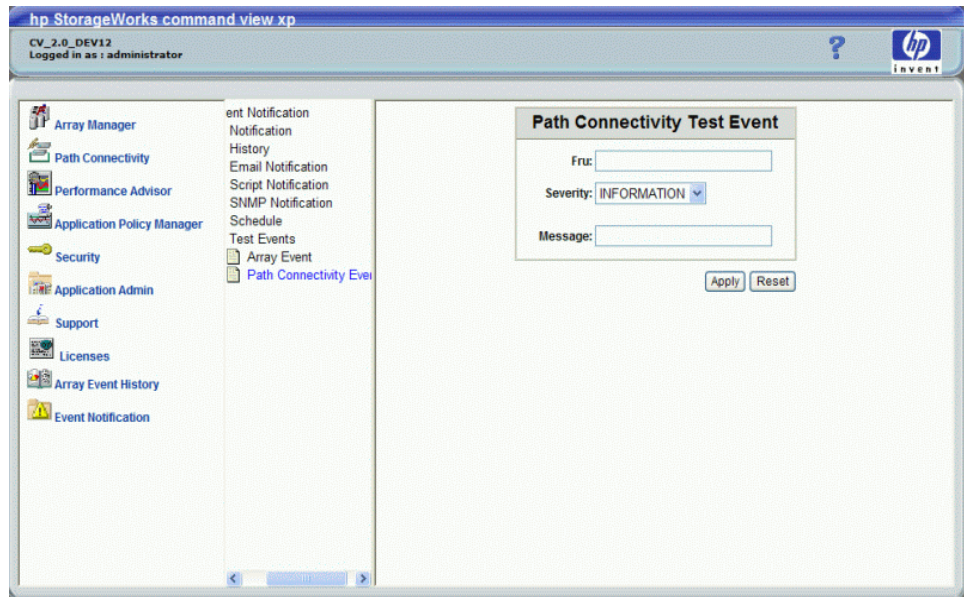 hp StorageWorks command view xp
CV_2.0_DEV12
Logged in as : administrator
?
hp
invent
Array Manager
Path Connectivity
Performance Advisor
Application Policy Manager
Security
Application Admin
Support
Licenses
Array Event History
Event Notification
ent Notification
Notification
History
Email Notification
Script Notification
SNMP Notification
Schedule
Test Events
Array Event
Path Connectivity Eve
Path Connectivity Test Event
Fru:
Severity: INFORMATION
Message:
Apply Reset